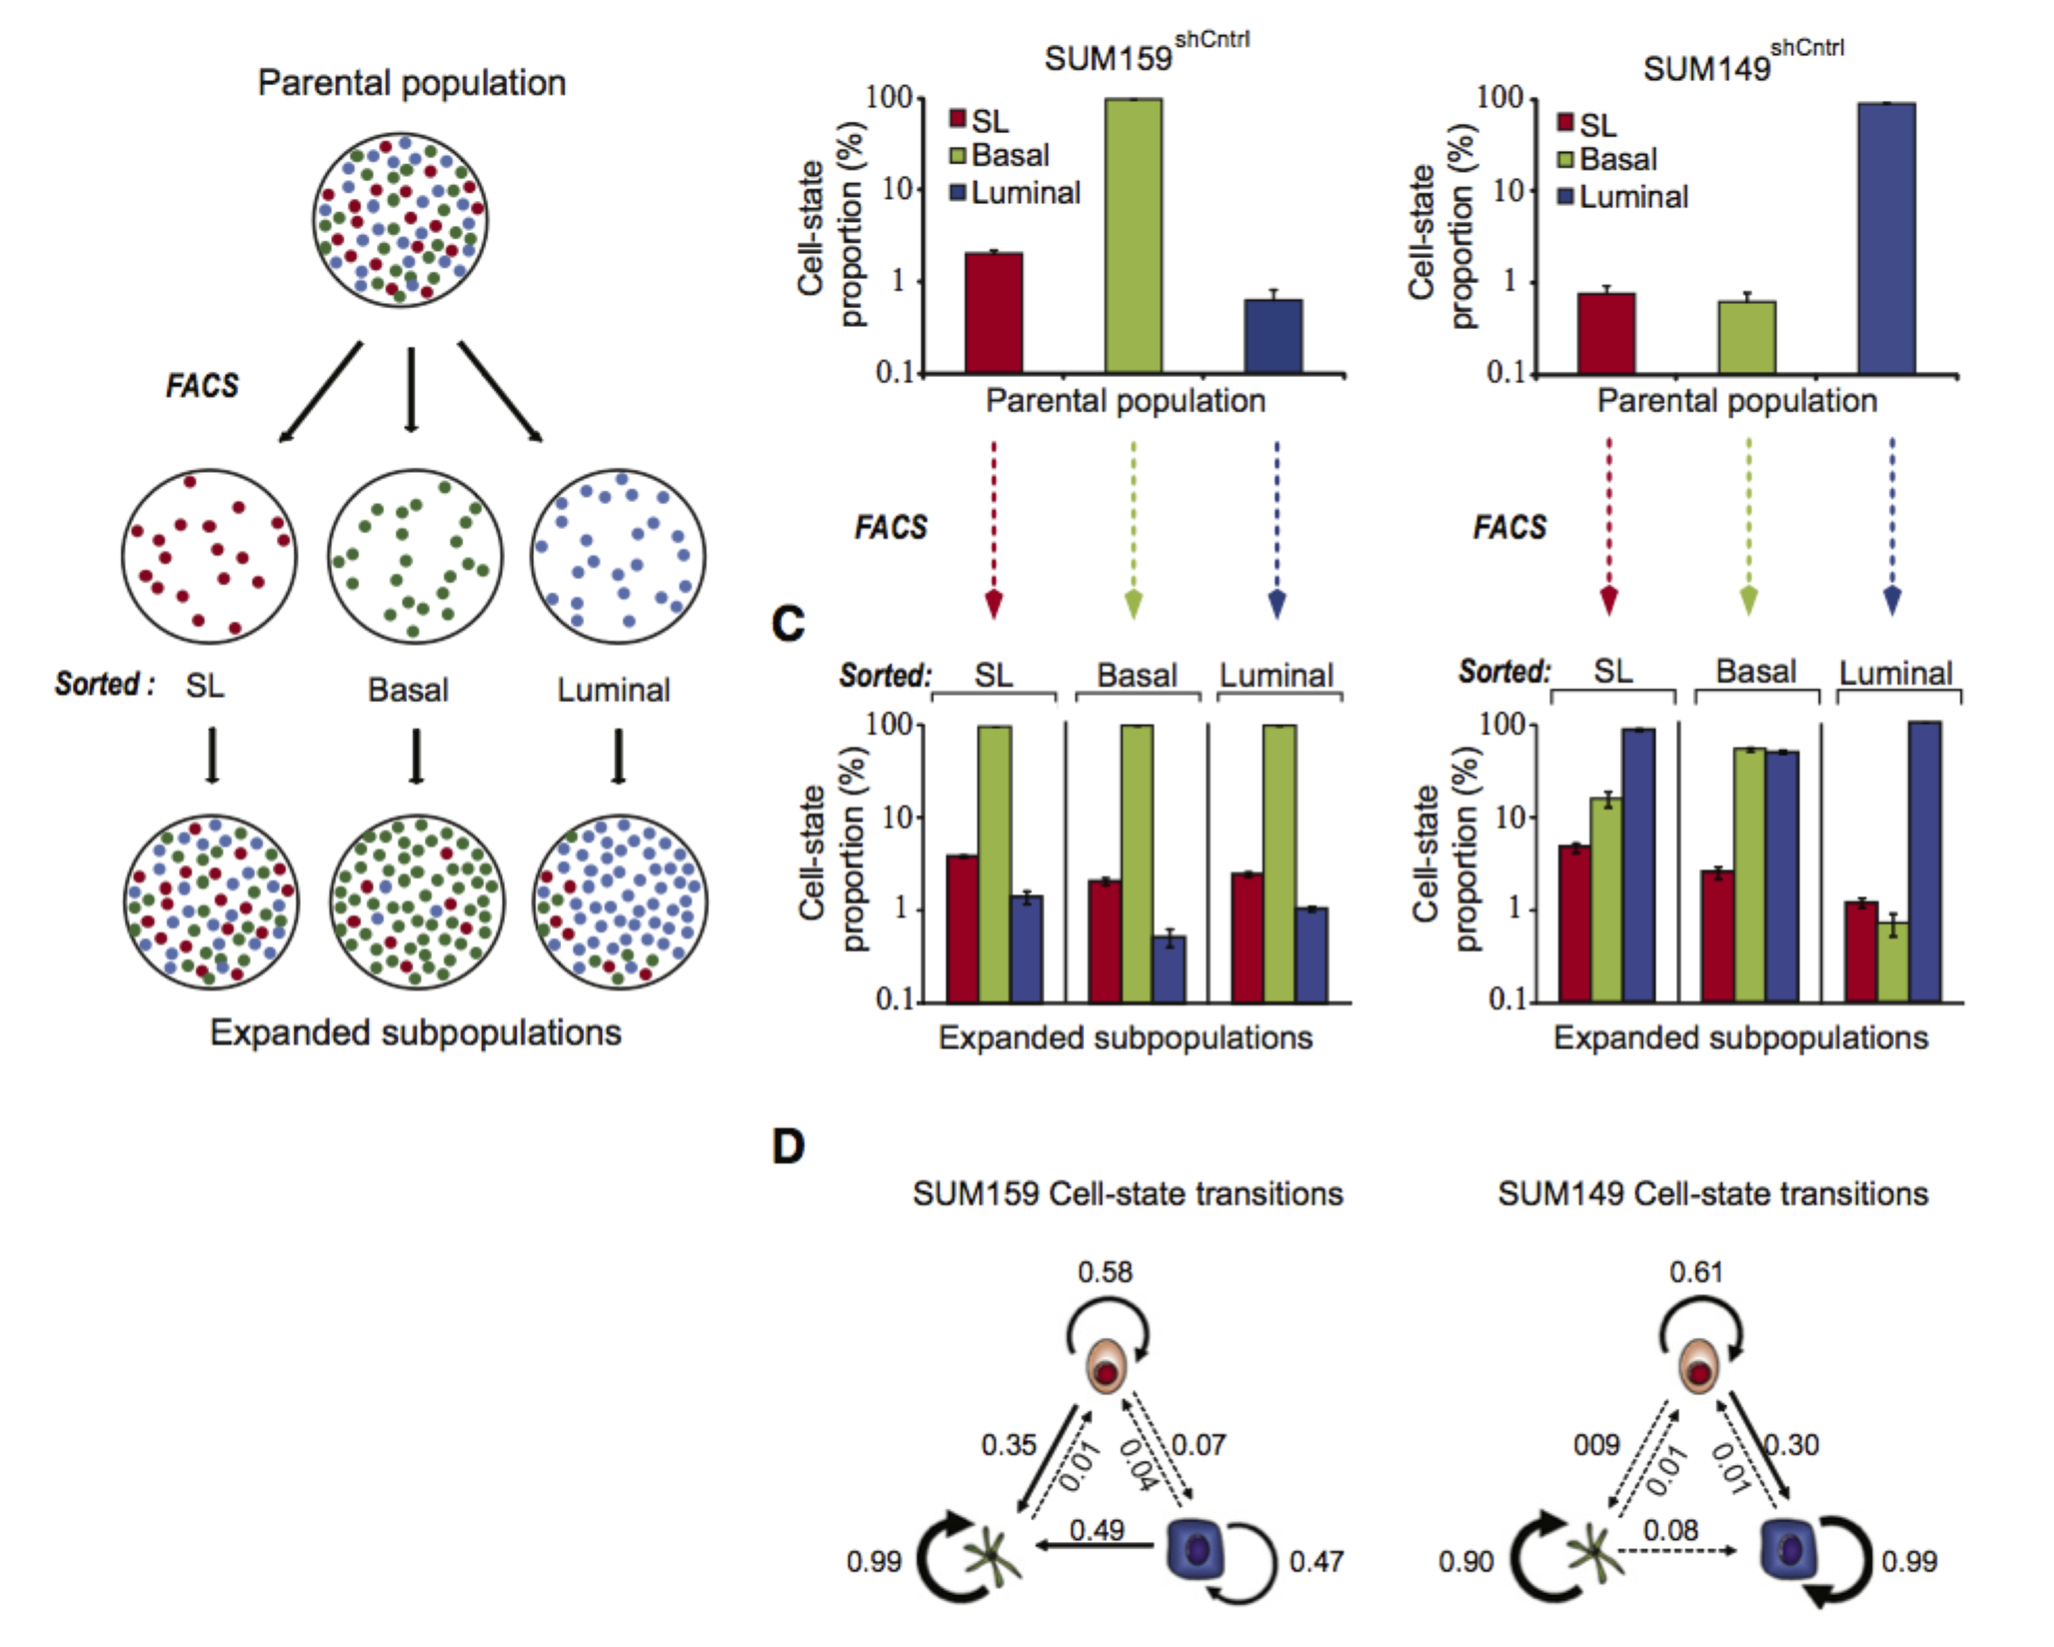 Parental population
FACS
Sorted : SL Basal Luminal
Expanded subpopulations
SUM159shCntrl
Cell-state
proportion (%)
100
10
1
0.1
SL
Basal
Luminal
Parental population
FACS
SUM149shCntrl
Cell-state
proportion (%)
100
10
1
0.1
SL
Basal
Luminal
Parental population
FACS
C
Sorted: SL Basal Luminal
Cell-state
proportion (%)
100
10
1
0.1
Expanded subpopulations
Sorted: SL Basal Luminal
Cell-state
proportion (%)
100
10
1
0.1
Expanded subpopulations
D
SUM159 Cell-state transitions
0.58
0.35
0.01
0.04
0.07
0.49
0.99
0.47
SUM149 Cell-state transitions
0.61
009
0.01
0.01
0.30
0.08
0.90
0.99